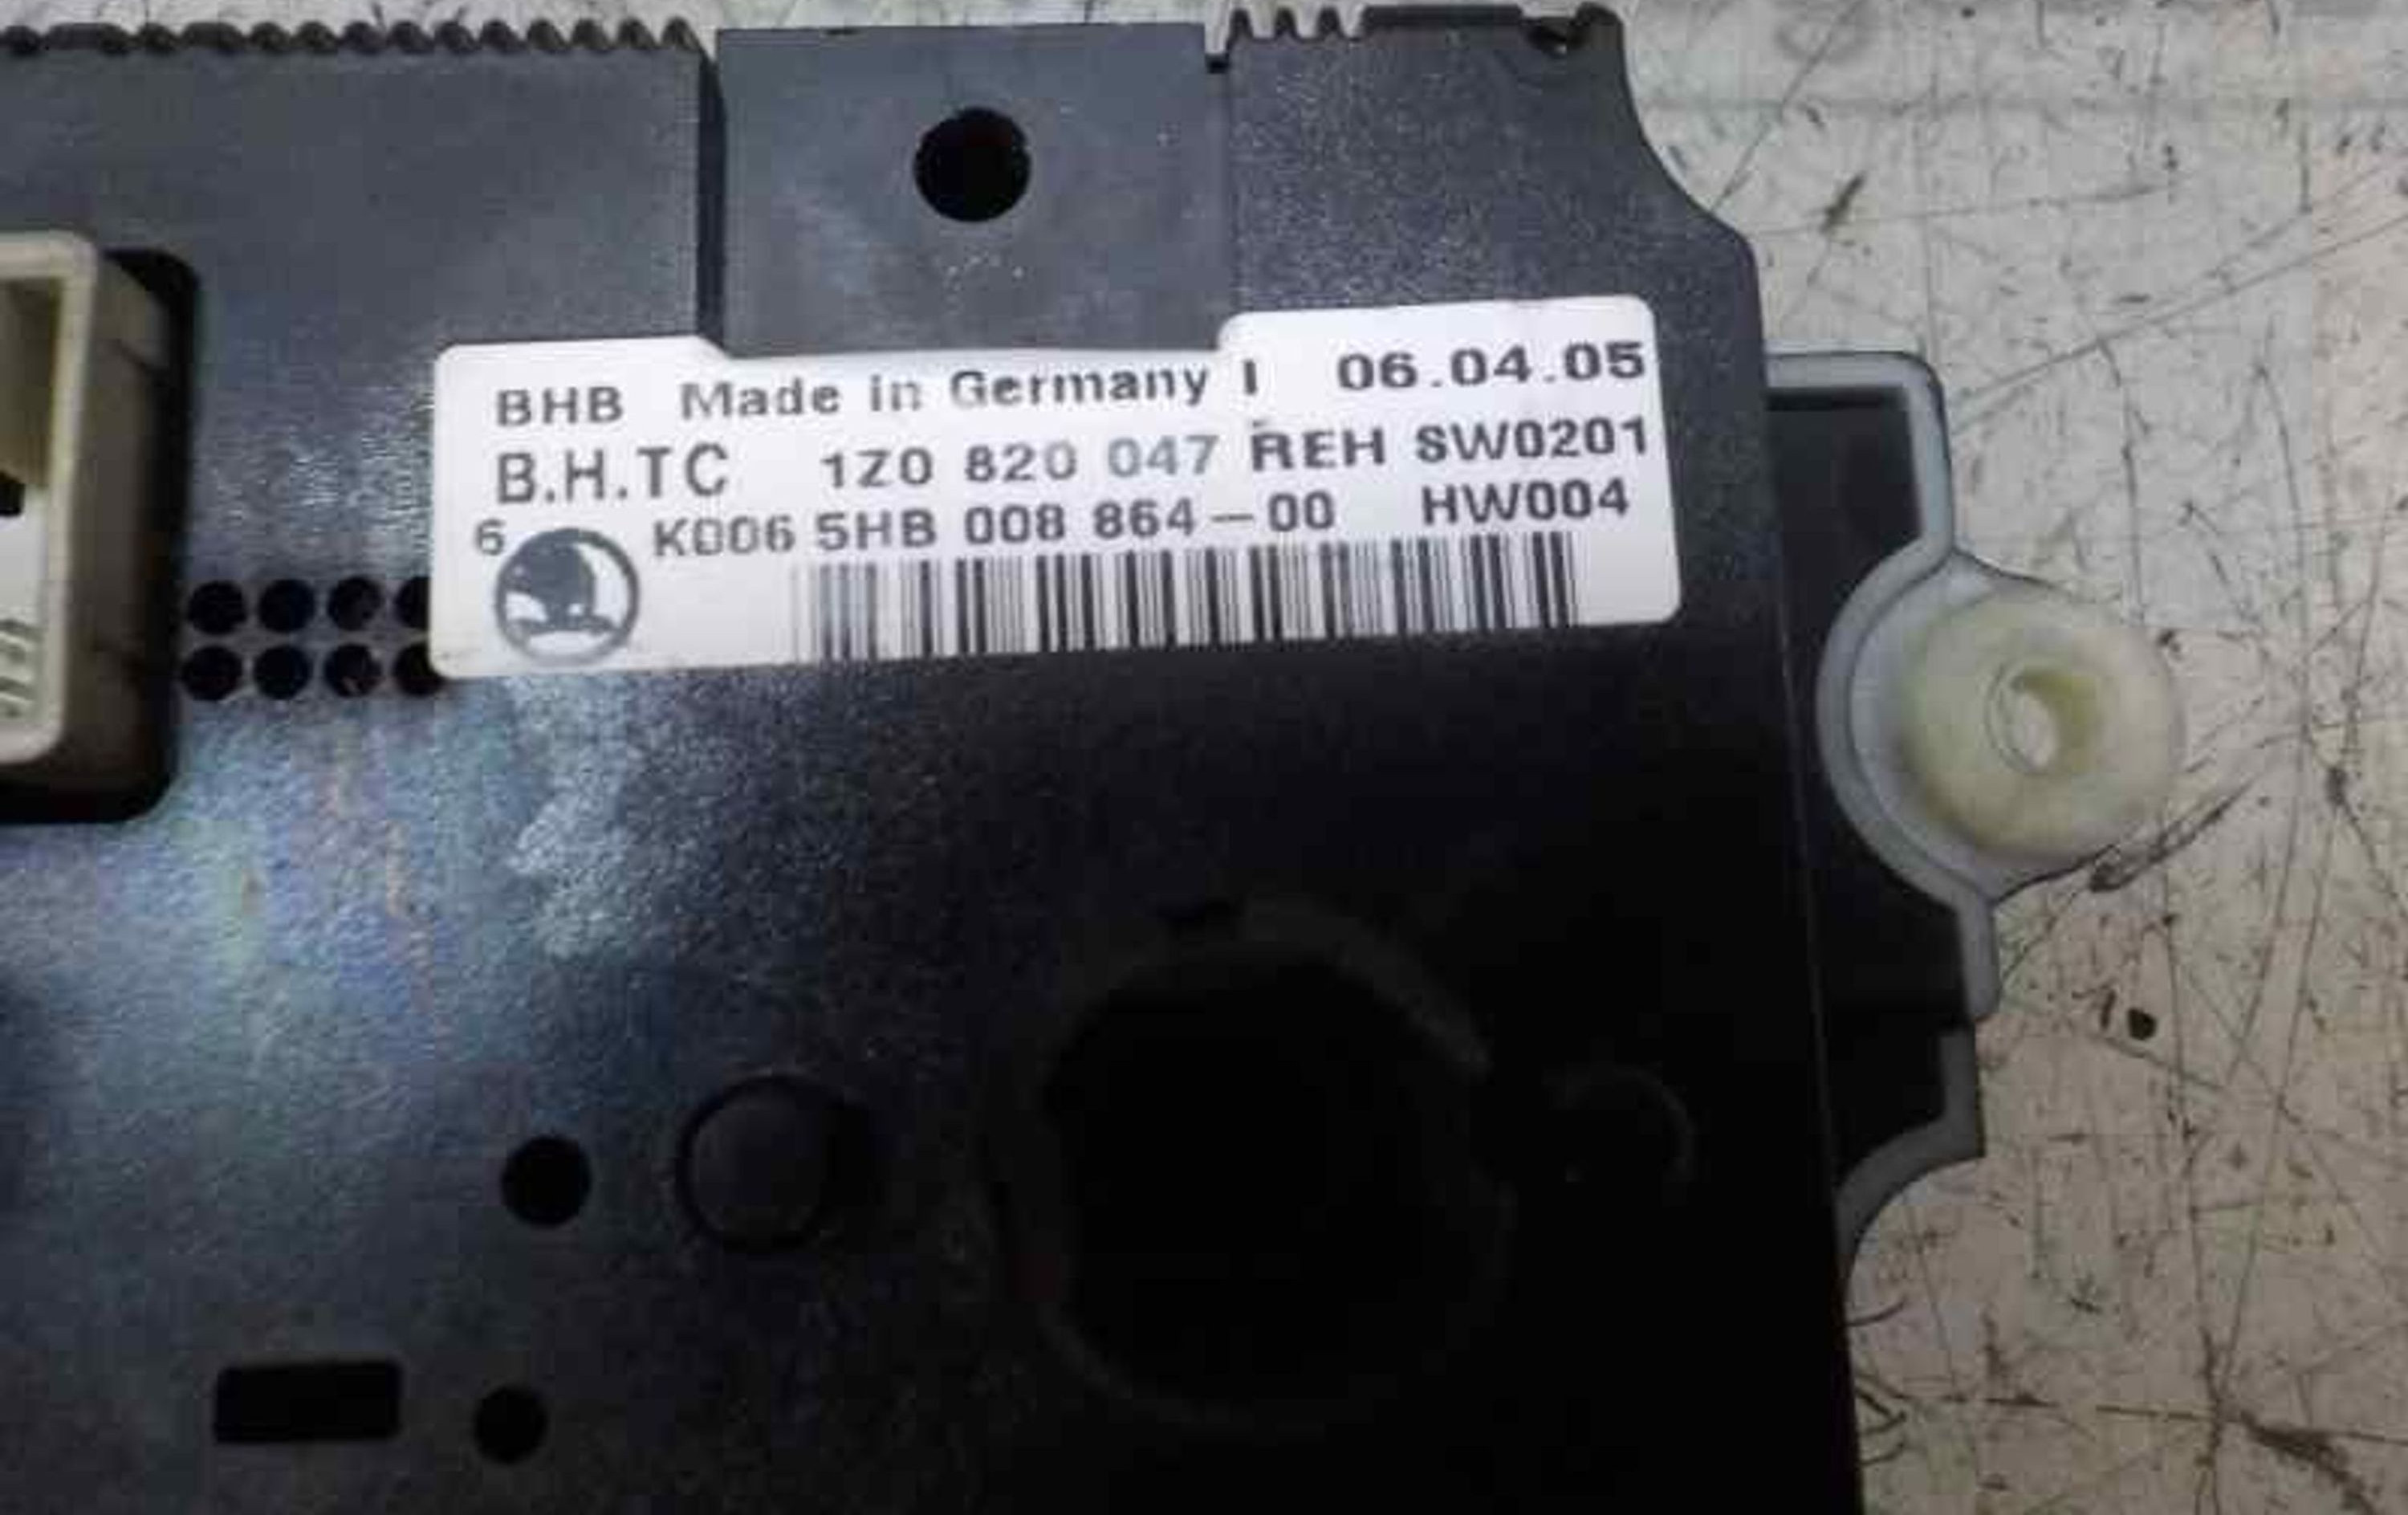 BHB Made in Germany I 06.04.05
B.H.TC 1Z0 820 047 REH SW0201
6 K006 5HB 008 864-00 HW004